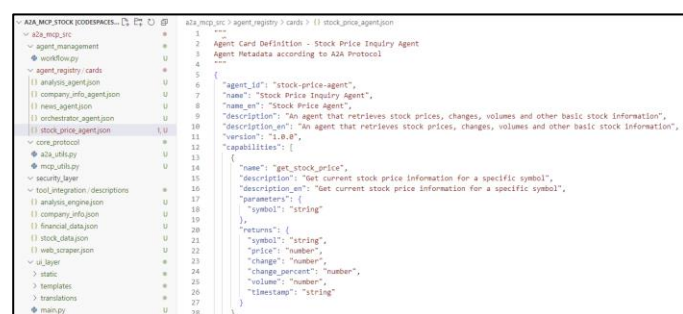 A2A_MCP_STOCK [CODESPACES...
a2a_mcp_src
agent_management
workflow.py U
agent_registry / cards
{} analysis_agent.json U
{} company_info_agent.json U
{} news_agent.json U
{} orchestrator_agent.json U
{} stock_price_agent.json 1, U
core_protocol
a2a_utils.py U
mcp_utils.py U
security_layer
tool_integration / descriptions
{} analysis_engine.json U
{} company_info.json U
{} financial_data.json U
{} stock_data.json U
{} web_scraper.json U
ui_layer
> static
> templates
> translations
main.py U
a2a_mcp_src > agent_registry > cards > {} stock_price_agent.json
1 """
2 Agent Card Definition - Stock Price Inquiry Agent
3 Agent Metadata according to A2A Protocol
4 """
5 {
6 "agent_id": "stock-price-agent",
7 "name": "Stock Price Inquiry Agent",
8 "name_en": "Stock Price Agent",
9 "description": "An agent that retrieves stock prices, changes, volumes and other basic stock information",
10 "description_en": "An agent that retrieves stock prices, changes, volumes and other basic stock information",
11 "version": "1.0.0",
12 "capabilities": [
13 {
14 "name": "get_stock_price",
15 "description": "Get current stock price information for a specific symbol",
16 "description_en": "Get current stock price information for a specific symbol",
17 "parameters": {
18 "symbol": "string"
19 },
20 "returns": {
21 "symbol": "string",
22 "price": "number",
23 "change": "number",
24 "change_percent": "number",
25 "volume": "number",
26 "timestamp": "string"
27 }
28 }